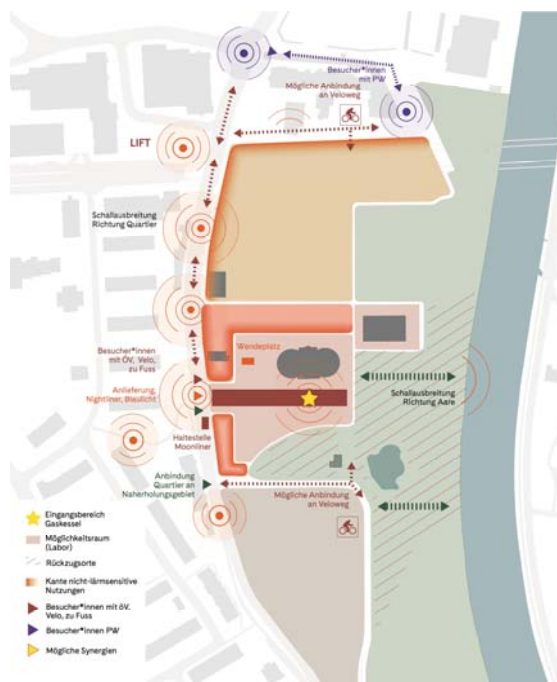 Besucher*innen
mit PW
Mögliche Anbindung
an Veloweg
LIFT
Schallausbreitung
Richtung Quartier
Besucher*innen
mit ÖV, Velo,
zu Fuss
Wendeplatz
Anlieferung,
Nightliner, Blaulicht
Schallausbreitung
Richtung Aare
Haltestelle
Moonliner
Anbindung
Quartier an
Naherholungsgebiet
Mögliche Anbindung
an Veloweg
Eingangsbereich
Gaskessel
Möglichkeitsraum
(Labor)
Rückzugsorte
Kante nicht-lärmsensitive
Nutzungen
Besucher*innen mit öV.
Velo, zu Fuss
Besucher*innen PW
Mögliche Synergien